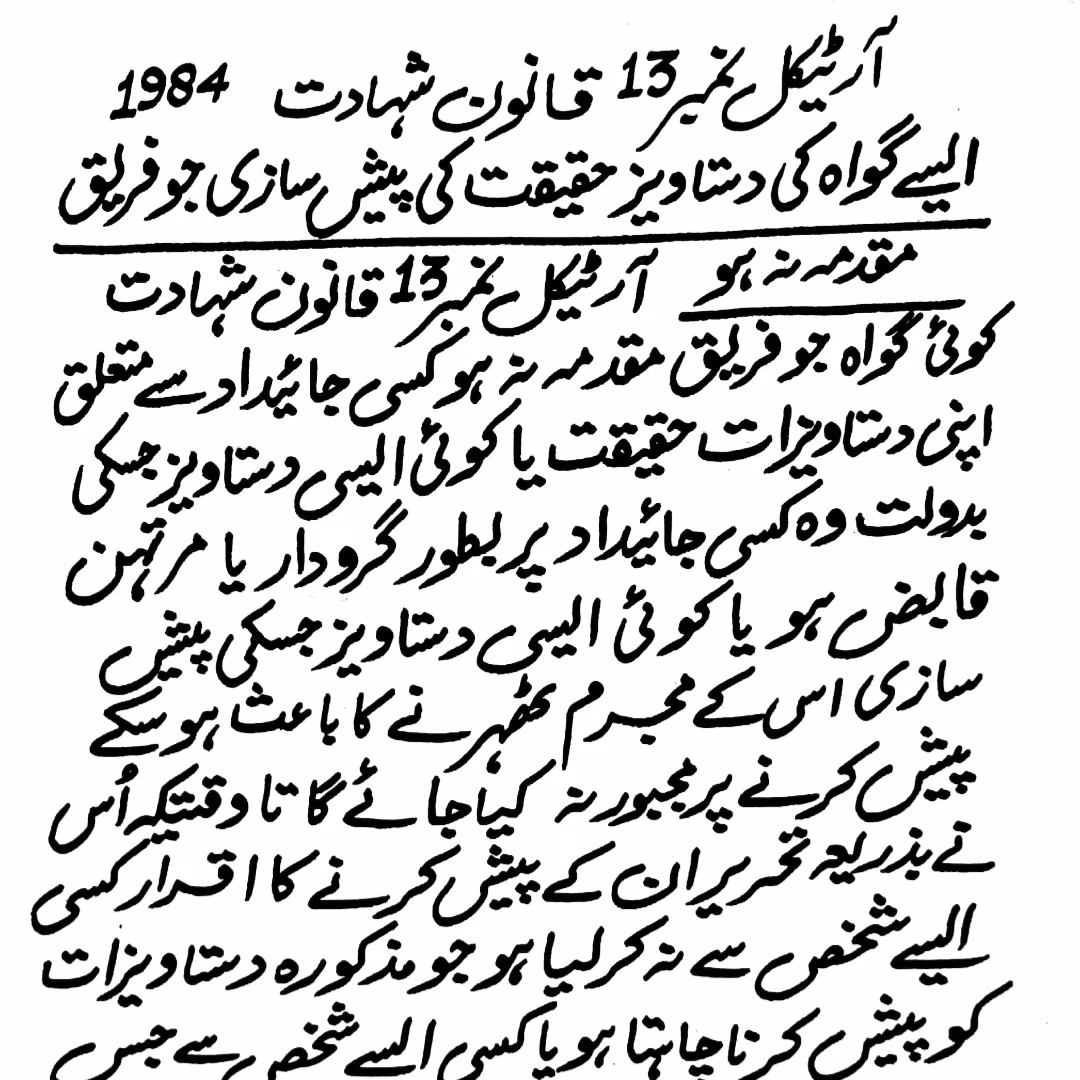 آرٹیکل نمبر 13 قانون شہادت 1984
ایسے گواہ کی دستاویز حقیقت کی پیش سازی جو فریق
مقدمہ نہ ہو آرٹیکل نمبر 13 قانون شہادت
کوئی گواہ جو فریق مقدمہ نہ ہو کسی جائیداد سے متعلق
اپنی دستاویزات حقیقت یا کوئی ایسی دستاویز جسکی
بدولت وہ کسی جائیداد پر بطور گرودار یا مرتہن
قابض ہو یا کوئی ایسی دستاویز جسکی پیش
سازی اس کے مجرم ٹھہرنے کا باعث ہو سکے
پیش کرنے پر مجبور نہ کیا جائے گا تا وقتیکہ اُس
نے بذریعہ تحریر ان کے پیش کرنے کا اقرار کسی
ایسے شخص سے نہ کر لیا ہو جو مذکورہ دستاویزات
کو پیش کرنا چاہتا ہو یا کسی ایسے شخص سے جس